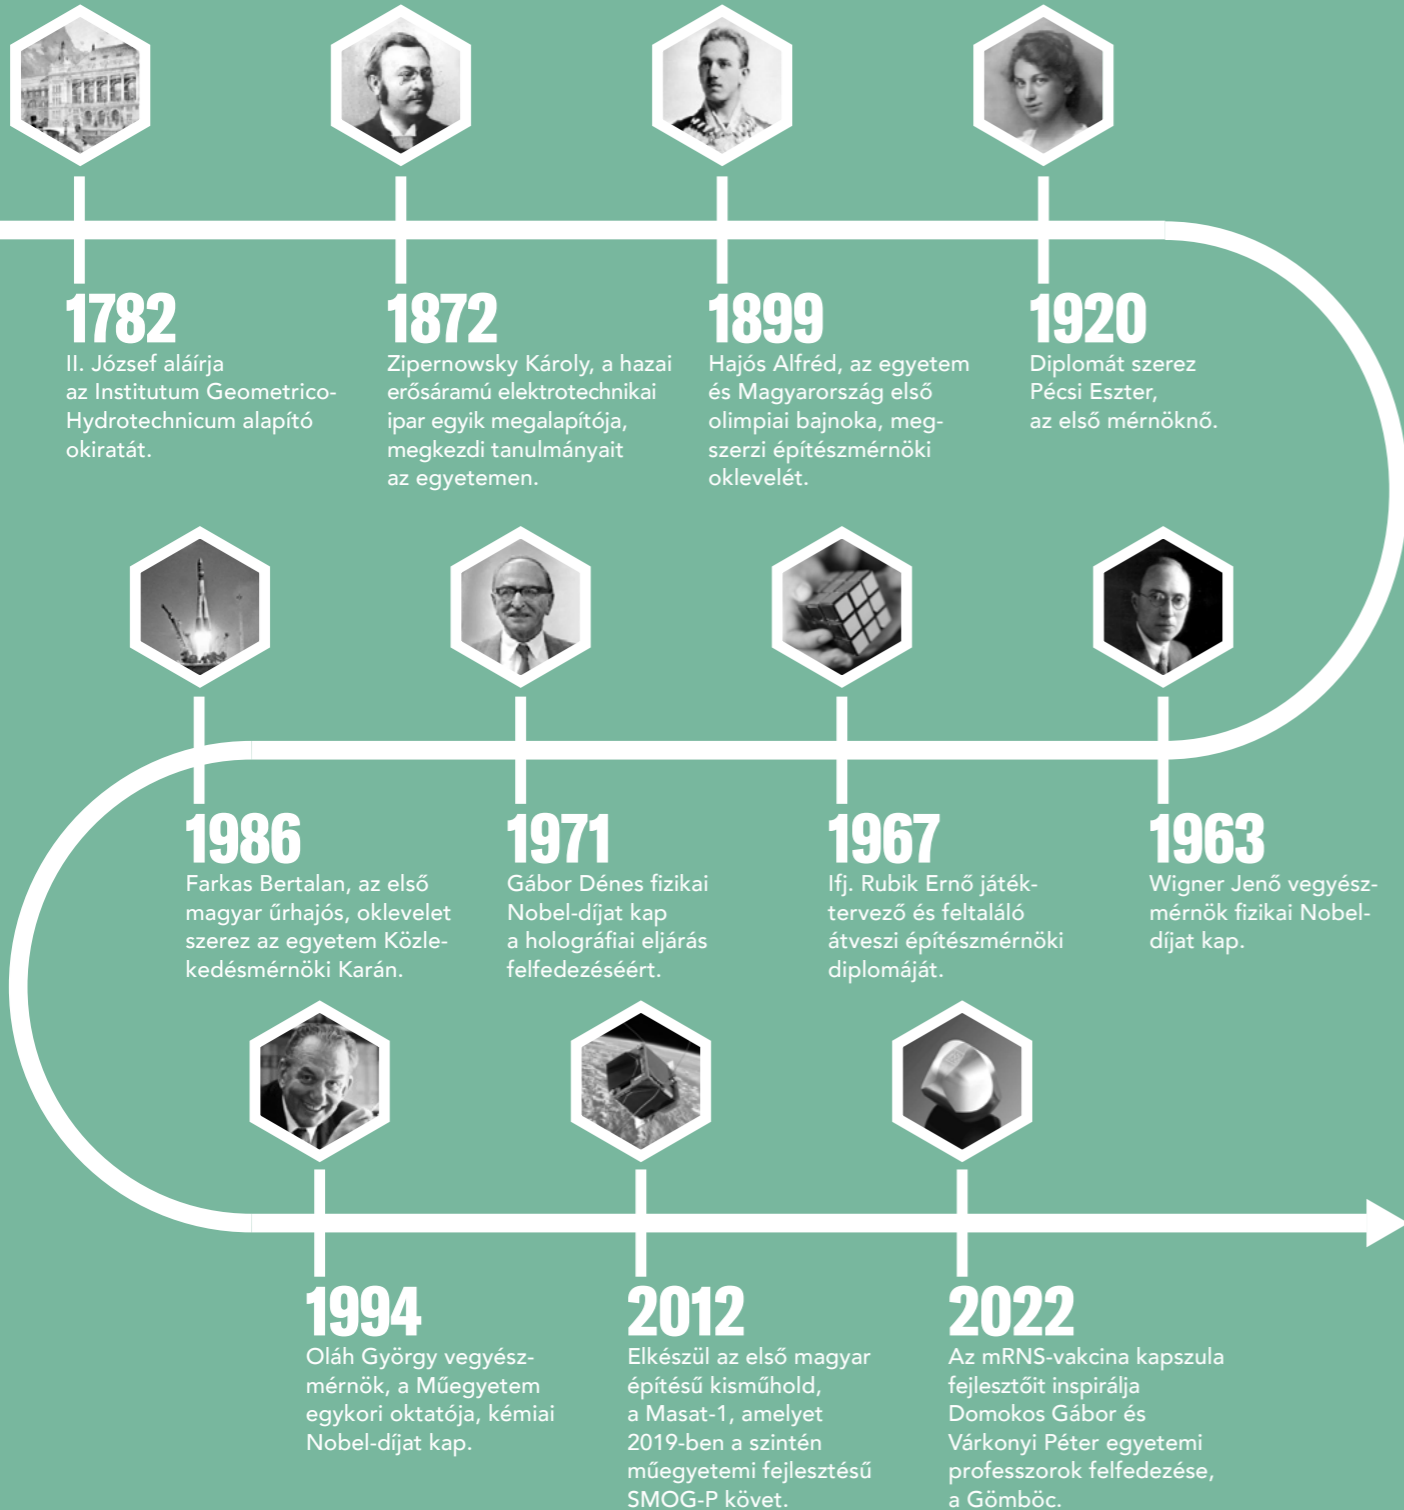 1782
II. József aláírja
az Institutum Geometrico-
Hydrotechnicum alapító
okiratát.
1872
Zipernowsky Károly, a hazai
erősáramú elektrotechnikai
ipar egyik megalapítója,
megkezdi tanulmányait
az egyetemen.
1899
Hajós Alfréd, az egyetem
és Magyarország első
olimpiai bajnoka, meg-
szerzi építészmérnöki
oklevelét.
1920
Diplomát szerez
Pécsi Eszter,
az első mérnöknő.
1963
Wigner Jenő vegyész-
mérnök fizikai Nobel-
díjat kap.
1967
Ifj. Rubik Ernő játék-
tervező és feltaláló
átveszi építészmérnöki
diplomáját.
1971
Gábor Dénes fizikai
Nobel-díjat kap
a holográfiai eljárás
felfedezéséért.
1986
Farkas Bertalan, az első
magyar űrhajós, oklevelet
szerez az egyetem Közle-
kedésmérnöki Karán.
1994
Oláh György vegyész-
mérnök, a Műegyetem
egykori oktatója, kémiai
Nobel-díjat kap.
2012
Elkészül az első magyar
építésű kisműhold,
a Masat-1, amelyet
2019-ben a szintén
műegyetemi fejlesztésű
SMOG-P követ.
2022
Az mRNS-vakcina kapszula
fejlesztőit inspirálja
Domokos Gábor és
Várkonyi Péter egyetemi
professzorok felfedezése,
a Gömböc.